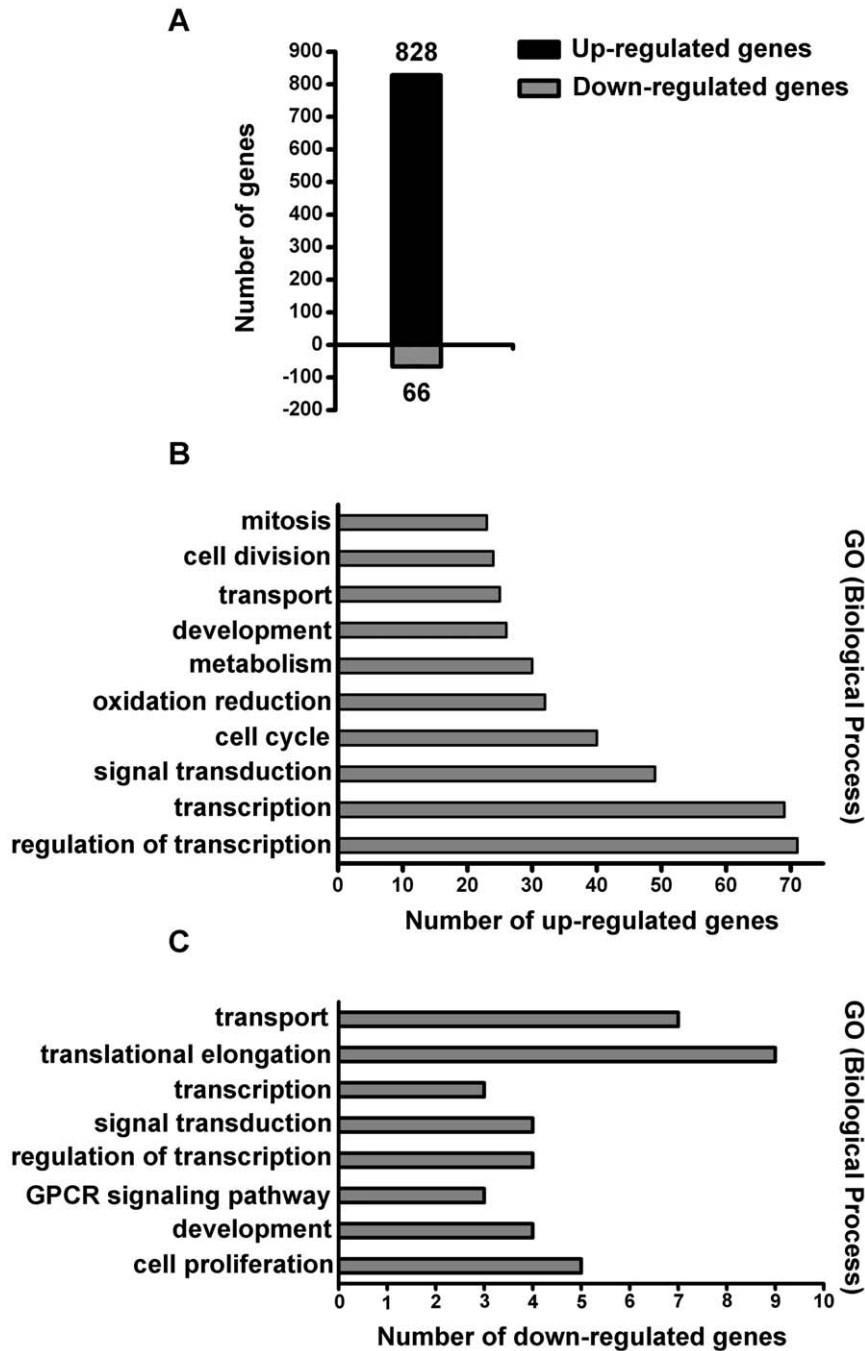 A
828
Up-regulated genes
Down-regulated genes
Number of genes
900
800
700
600
500
400
300
200
100
0
-100
-200
66
B
mitosis
cell division
transport
development
metabolism
oxidation reduction
cell cycle
signal transduction
transcription
regulation of transcription
GO (Biological Process)
0 10 20 30 40 50 60 70
Number of up-regulated genes
C
transport
translational elongation
transcription
signal transduction
regulation of transcription
GPCR signaling pathway
development
cell proliferation
GO (Biological Process)
0 1 2 3 4 5 6 7 8 9 10
Number of down-regulated genes